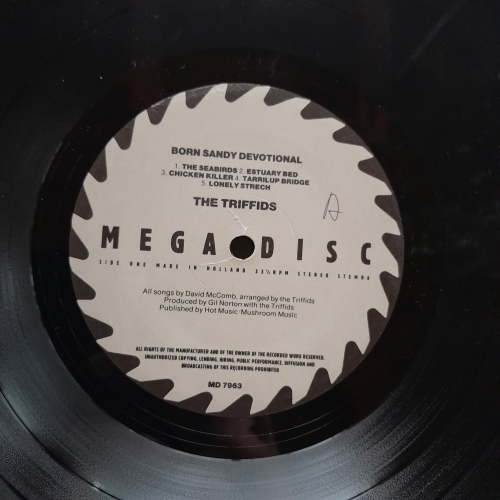 BORN SANDY DEVOTIONAL
1. THE SEABIRDS 2. ESTUARY BED
3. CHICKEN KILLER 4. TARRILUP BRIDGE
5. LONELY STRECH
THE TRIFFIDS
A
MEGA DISC
SIDE ONE MADE IN HOLLAND 33⅓RPM STEREO STEMRA
All songs by David McComb, arranged by the Triffids
Produced by Gil Norton with the Triffids
Published by Hot Music/Mushroom Music
ALL RIGHTS OF THE MANUFACTURER AND OF THE OWNER OF THE RECORDED WORK RESERVED.
UNAUTHORIZED COPYING, LENDING, HIRING, PUBLIC PERFORMANCE, DIFFUSION AND
BROADCASTING OF THIS RECORDING PROHIBITED
MD 7963